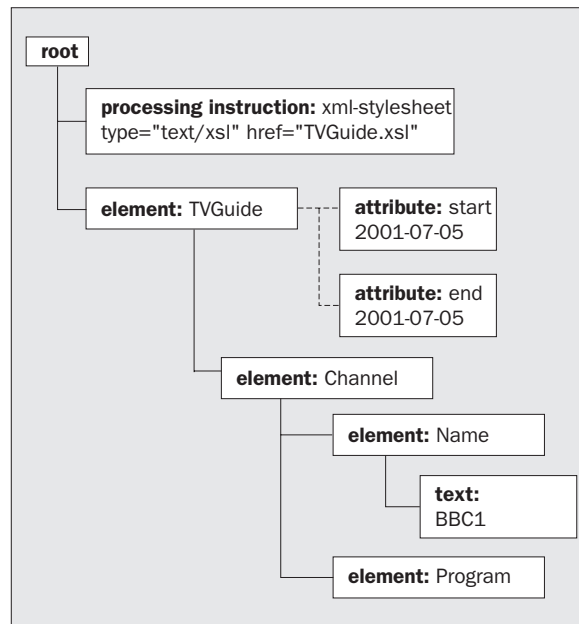 root
processing instruction: xml-stylesheet
type="text/xsl" href="TVGuide.xsl"
element: TVGuide
attribute: start
2001-07-05
attribute: end
2001-07-05
element: Channel
element: Name
text:
BBC1
element: Program